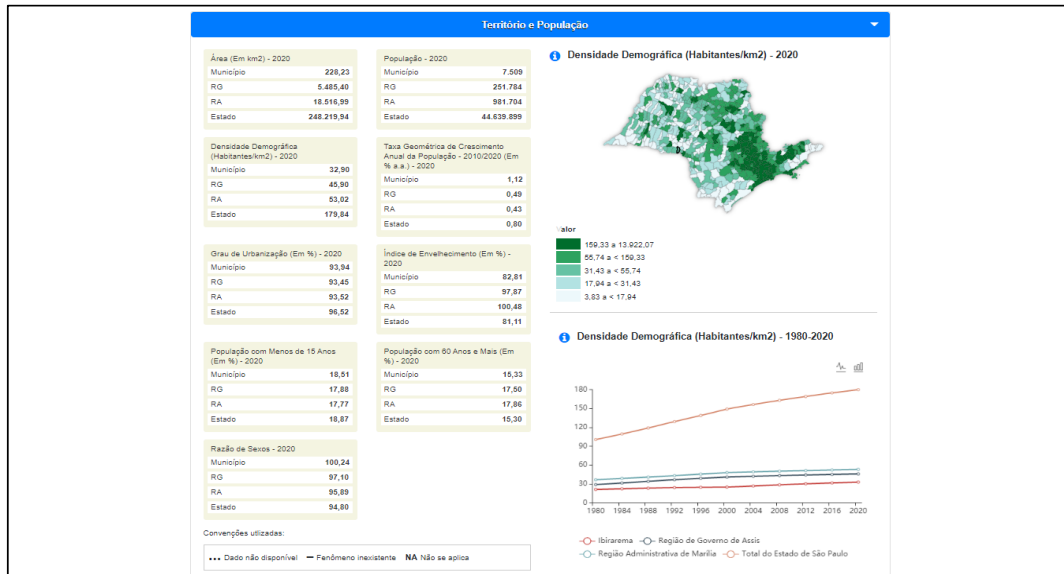 Território e População
Área (Em km2) - 2020
Município 228,23
RG 5.485,40
RA 18.516,99
Estado 248.219,94
População - 2020
Município 7.509
RG 251.784
RA 981.704
Estado 44.639.899
Densidade Demográfica
(Habitantes/km2) - 2020
Município 32,90
RG 45,90
RA 53,02
Estado 179,84
Taxa Geométrica de Crescimento
Anual da População - 2010/2020 (Em
% a.a.) - 2020
Município 1,12
RG 0,49
RA 0,43
Estado 0,80
Grau de Urbanização (Em %) - 2020
Município 93,94
RG 93,45
RA 93,52
Estado 96,52
Índice de Envelhecimento (Em %) -
2020
Município 82,81
RG 97,87
RA 100,48
Estado 81,11
População com Menos de 15 Anos
(Em %) - 2020
Município 18,51
RG 17,88
RA 17,77
Estado 18,87
População com 60 Anos e Mais (Em
%) - 2020
Município 15,33
RG 17,50
RA 17,86
Estado 15,30
Razão de Sexos - 2020
Município 100,24
RG 97,10
RA 95,89
Estado 94,80
Convenções utlizadas:
... Dado não disponível — Fenômeno inexistente NA Não se aplica
Densidade Demográfica (Habitantes/km2) - 2020
Valor
159,33 a 13.922,07
55,74 a < 159,33
31,43 a < 55,74
17,94 a < 31,43
3,83 a < 17,94
Densidade Demográfica (Habitantes/km2) - 1980-2020
180
150
120
90
60
30
0
1980 1984 1988 1992 1996 2000 2004 2008 2012 2016 2020
Ibirarema Região de Governo de Assis
Região Administrativa de Marília Total do Estado de São Paulo